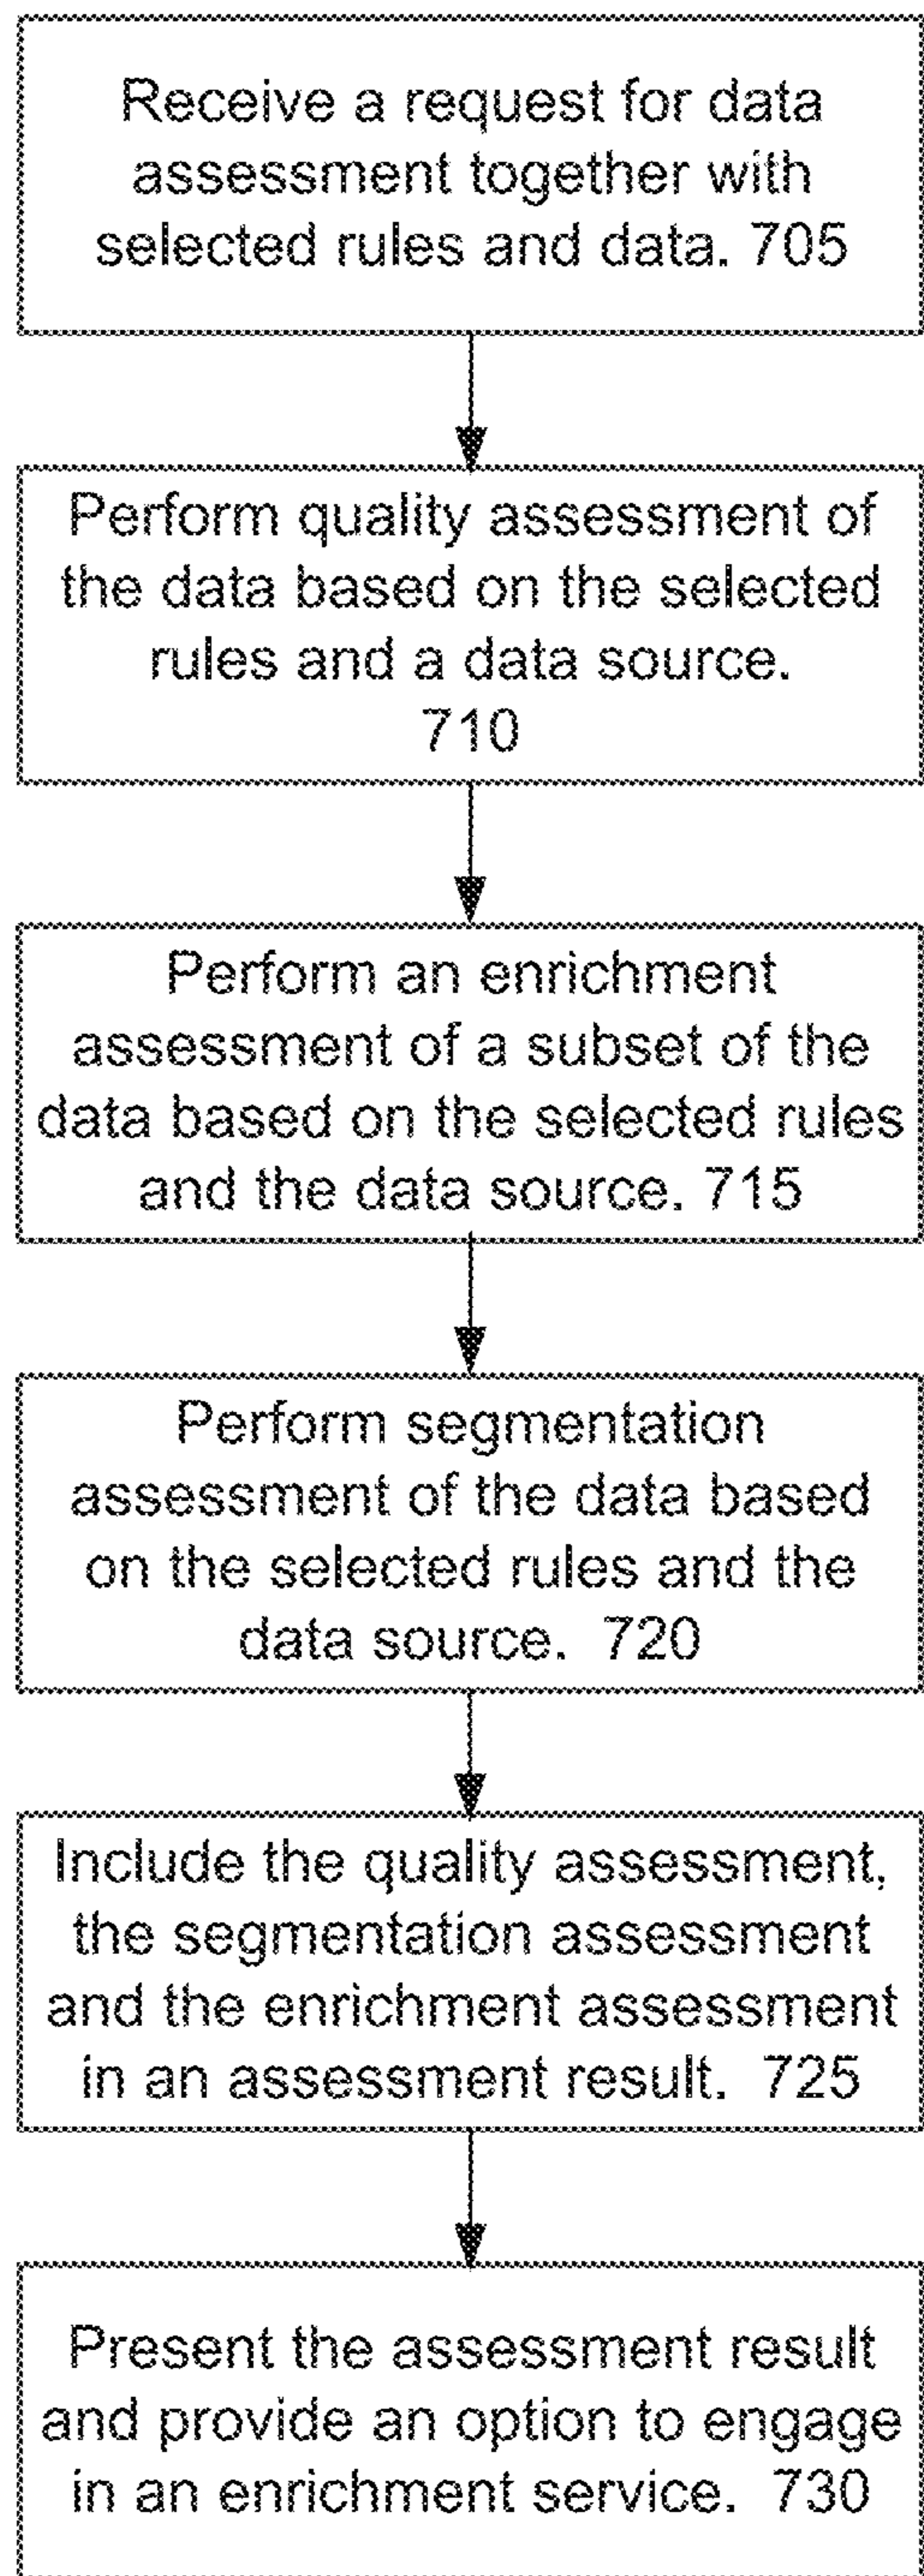 Receive a request for data
assessment together with
selected rules and data. 705
Perform quality assessment of
the data based on the selected
rules and a data source.
710
Perform an enrichment
assessment of a subset of the
data based on the selected rules
and the data source. 715
Perform segmentation
assessment of the data based
on the selected rules and the
data source. 720
Include the quality assessment,
the segmentation assessment
and the enrichment assessment
in an assessment result. 725
Present the assessment result
and provide an option to engage
in an enrichment service. 730